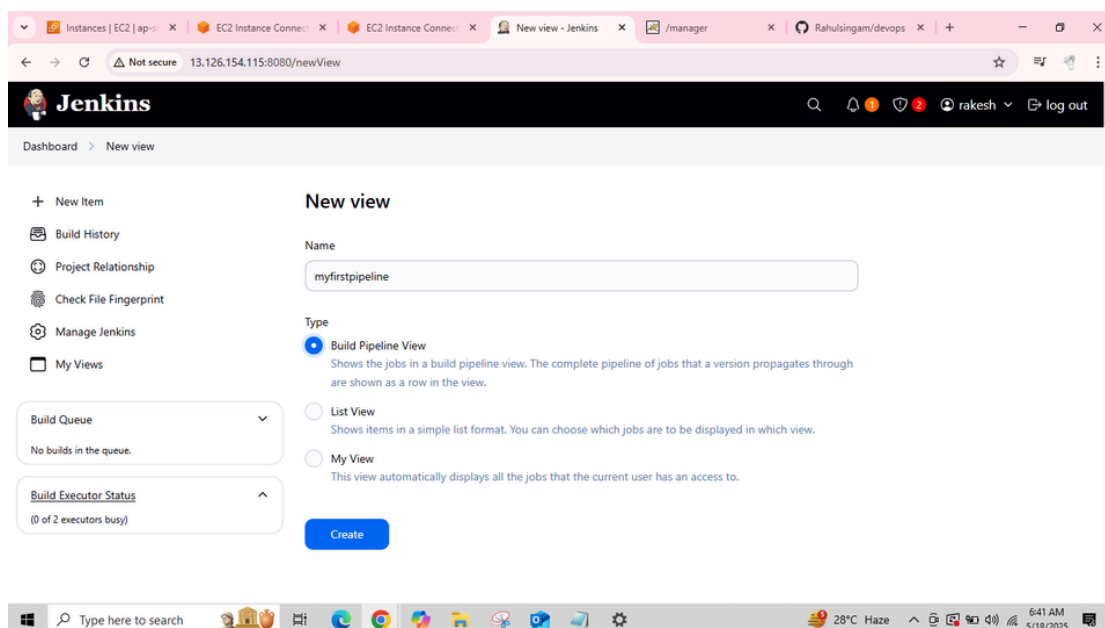 Instances | EC2 | ap-s
EC2 Instance Connect
EC2 Instance Connect
New view - Jenkins
/manager
Rahulsingam/devops
Not secure 13.126.154.115:8080/newView
Jenkins
1
2
rakesh
log out
Dashboard > New view
New Item
Build History
Project Relationship
Check File Fingerprint
Manage Jenkins
My Views
Build Queue
No builds in the queue.
Build Executor Status
(0 of 2 executors busy)
New view
Name
myfirstpipeline
Type
Build Pipeline View
Shows the jobs in a build pipeline view. The complete pipeline of jobs that a version propagates through
are shown as a row in the view.
List View
Shows items in a simple list format. You can choose which jobs are to be displayed in which view.
My View
This view automatically displays all the jobs that the current user has an access to.
Create
Type here to search
28°C Haze
6:41 AM
5/18/2025